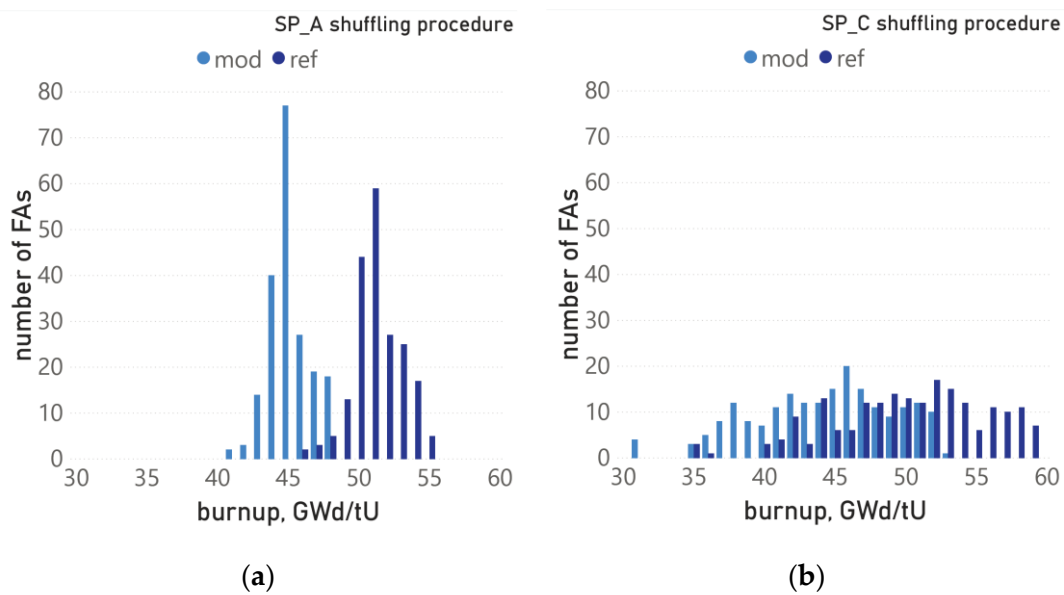 SP_A shuffling procedure
mod ref
80
70
60
50
40
30
20
10
0
number of FAs
30 35 40 45 50 55 60
burnup, GWd/tU
(a)
SP_C shuffling procedure
mod ref
80
70
60
50
40
30
20
10
0
number of FAs
30 35 40 45 50 55 60
burnup, GWd/tU
(b)